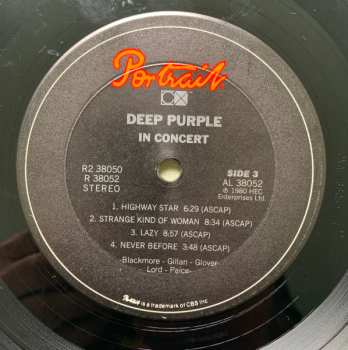 Portrait
DEEP PURPLE
IN CONCERT
R2 38050
R 38052
STEREO
SIDE 3
AL 38052
℗ 1980 HEC
Enterprises Ltd.
1. HIGHWAY STAR 6:29 (ASCAP)
2. STRANGE KIND OF WOMAN 8:34 (ASCAP)
3. LAZY 8:57 (ASCAP)
4. NEVER BEFORE 3:48 (ASCAP)
-Blackmore - Gillan - Glover-
Lord - Paice-
Portrait is a trademark of CBS Inc.